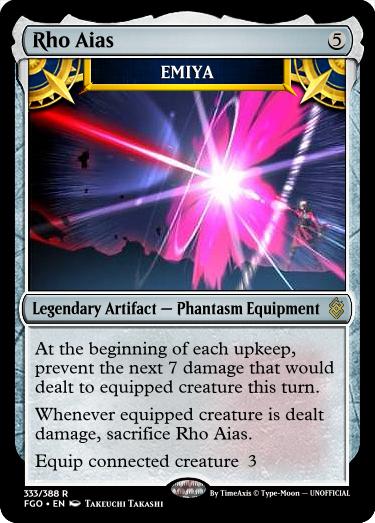 Rho Aias 5
EMIYA
Legendary Artifact — Phantasm Equipment
At the beginning of each upkeep,
prevent the next 7 damage that would
dealt to equipped creature this turn.
Whenever equipped creature is dealt
damage, sacrifice Rho Aias.
Equip connected creature 3
333/388 R
FGO • EN Takeuchi Takashi
By TimeAxis © Type-Moon — UNOFFICIAL